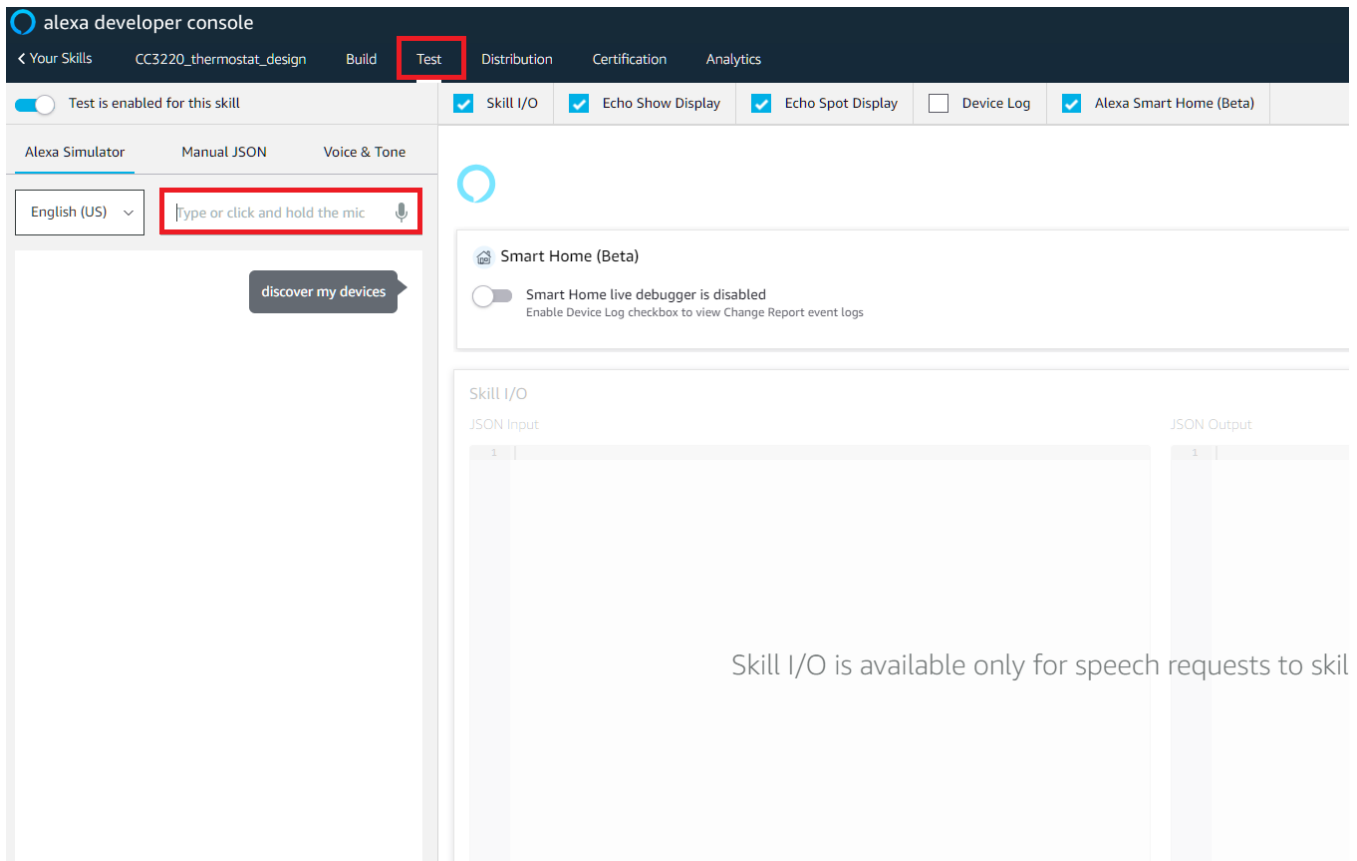 alexa developer console
Your Skills CC3220_thermostat_design Build Test Distribution Certification Analytics
Test is enabled for this skill
Skill I/O Echo Show Display Echo Spot Display Device Log Alexa Smart Home (Beta)
Alexa Simulator Manual JSON Voice & Tone
English (US) Type or click and hold the mic
discover my devices
Smart Home (Beta)
Smart Home live debugger is disabled
Enable Device Log checkbox to view Change Report event logs
Skill I/O
JSON Input JSON Output
1 1
Skill I/O is available only for speech requests to skil